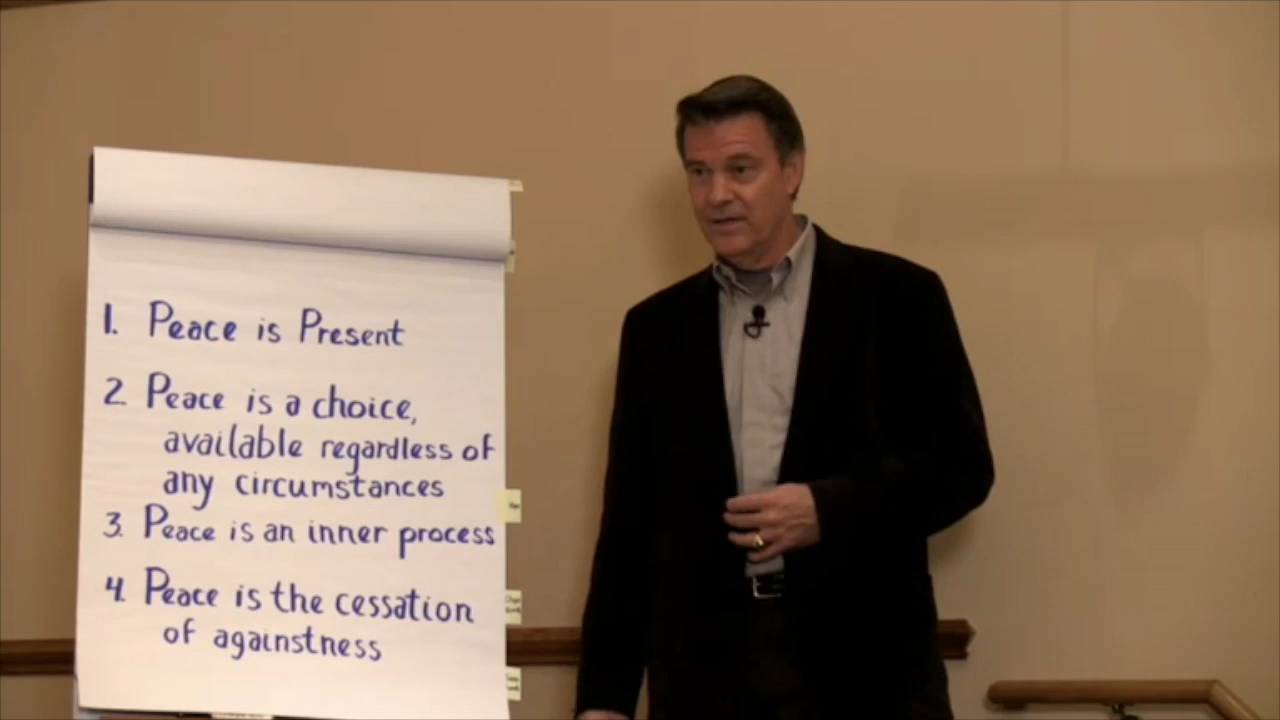 1. Peace is Present
2. Peace is a choice,
available regardless of
any circumstances
3. Peace is an inner process
4. Peace is the cessation
of againstness